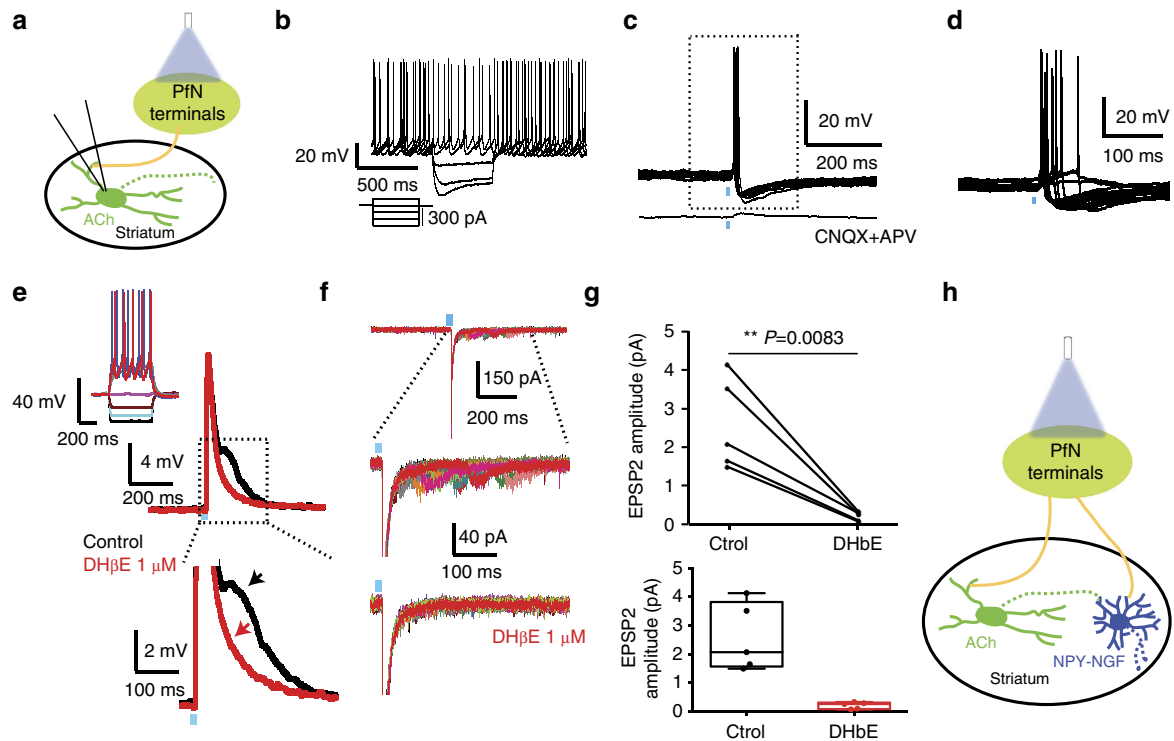 a
PfN
terminals
ACh
Striatum
b
20 mV
500 ms
300 pA
c
20 mV
200 ms
CNQX+APV
d
20 mV
100 ms
e
40 mV
200 ms
4 mV
200 ms
Control
DHβE 1 μM
2 mV
100 ms
f
150 pA
200 ms
40 pA
100 ms
DHβE 1 μM
g
EPSP2 amplitude (pA)
5
4
3
2
1
0
** P=0.0083
Ctrol
DHbE
EPSP2
amplitude (pA)
5
4
3
2
1
0
Ctrol
DHbE
h
PfN
terminals
ACh
NPY-NGF
Striatum